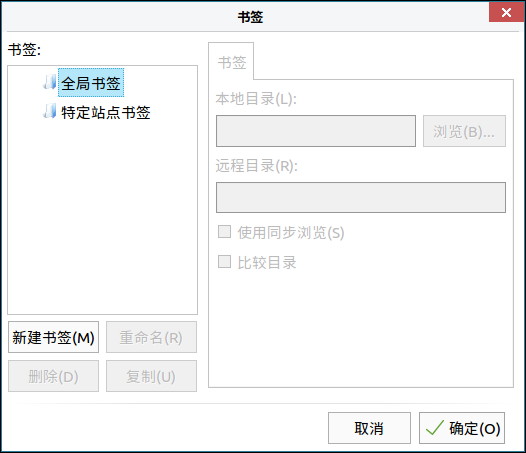 书签
书签:
全局书签
特定站点书签
新建书签(M)
重命名(R)
删除(D)
复制(U)
书签
本地目录(L):
浏览(B)...
远程目录(R):
使用同步浏览(S)
比较目录
取消
确定(O)